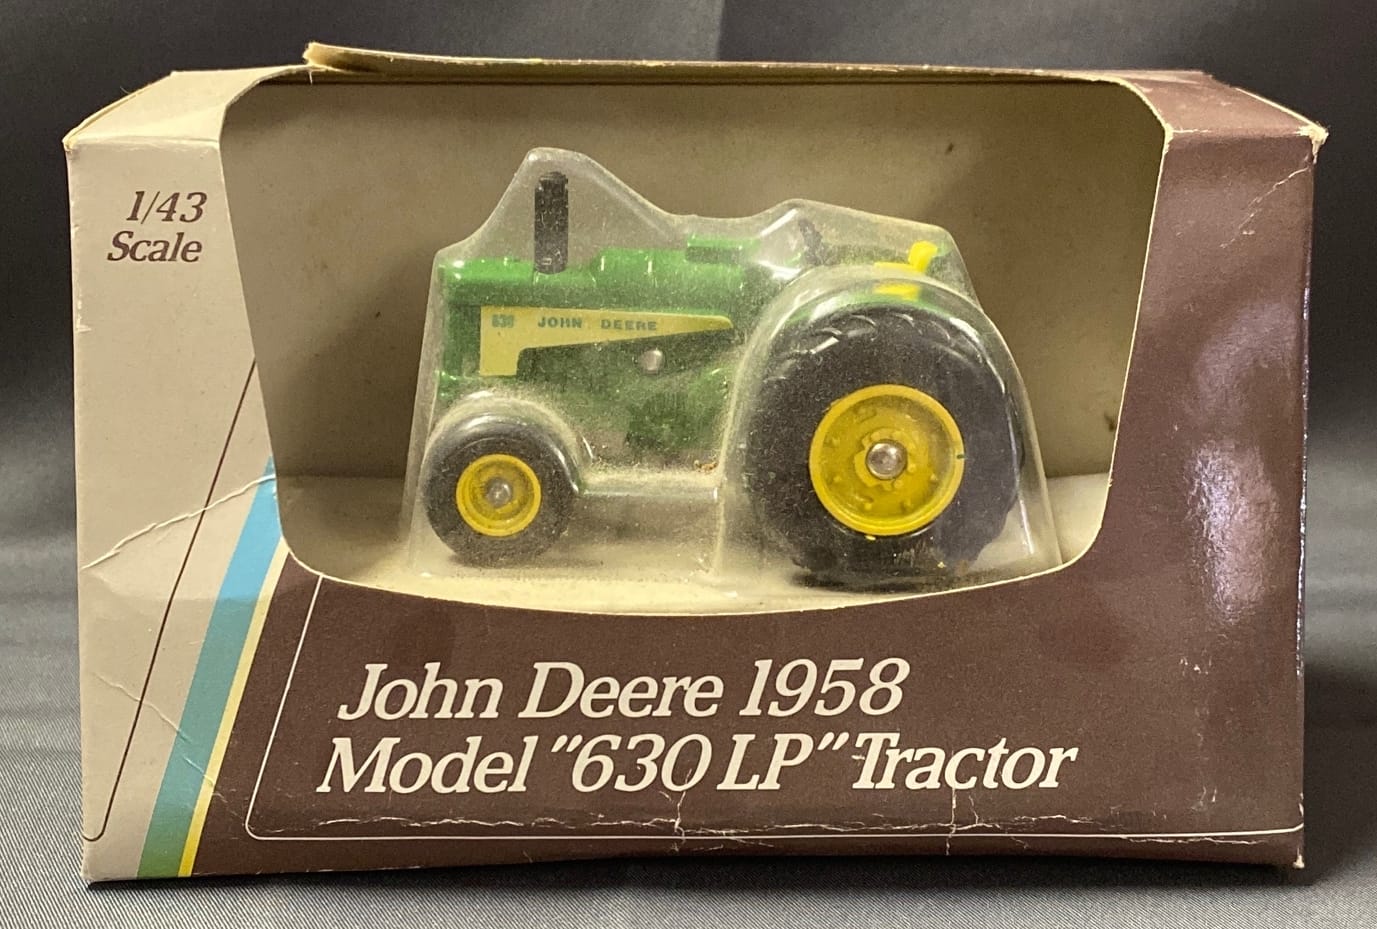 1/43
Scale
630 JOHN DEERE
John Deere 1958
Model "630 LP" Tractor